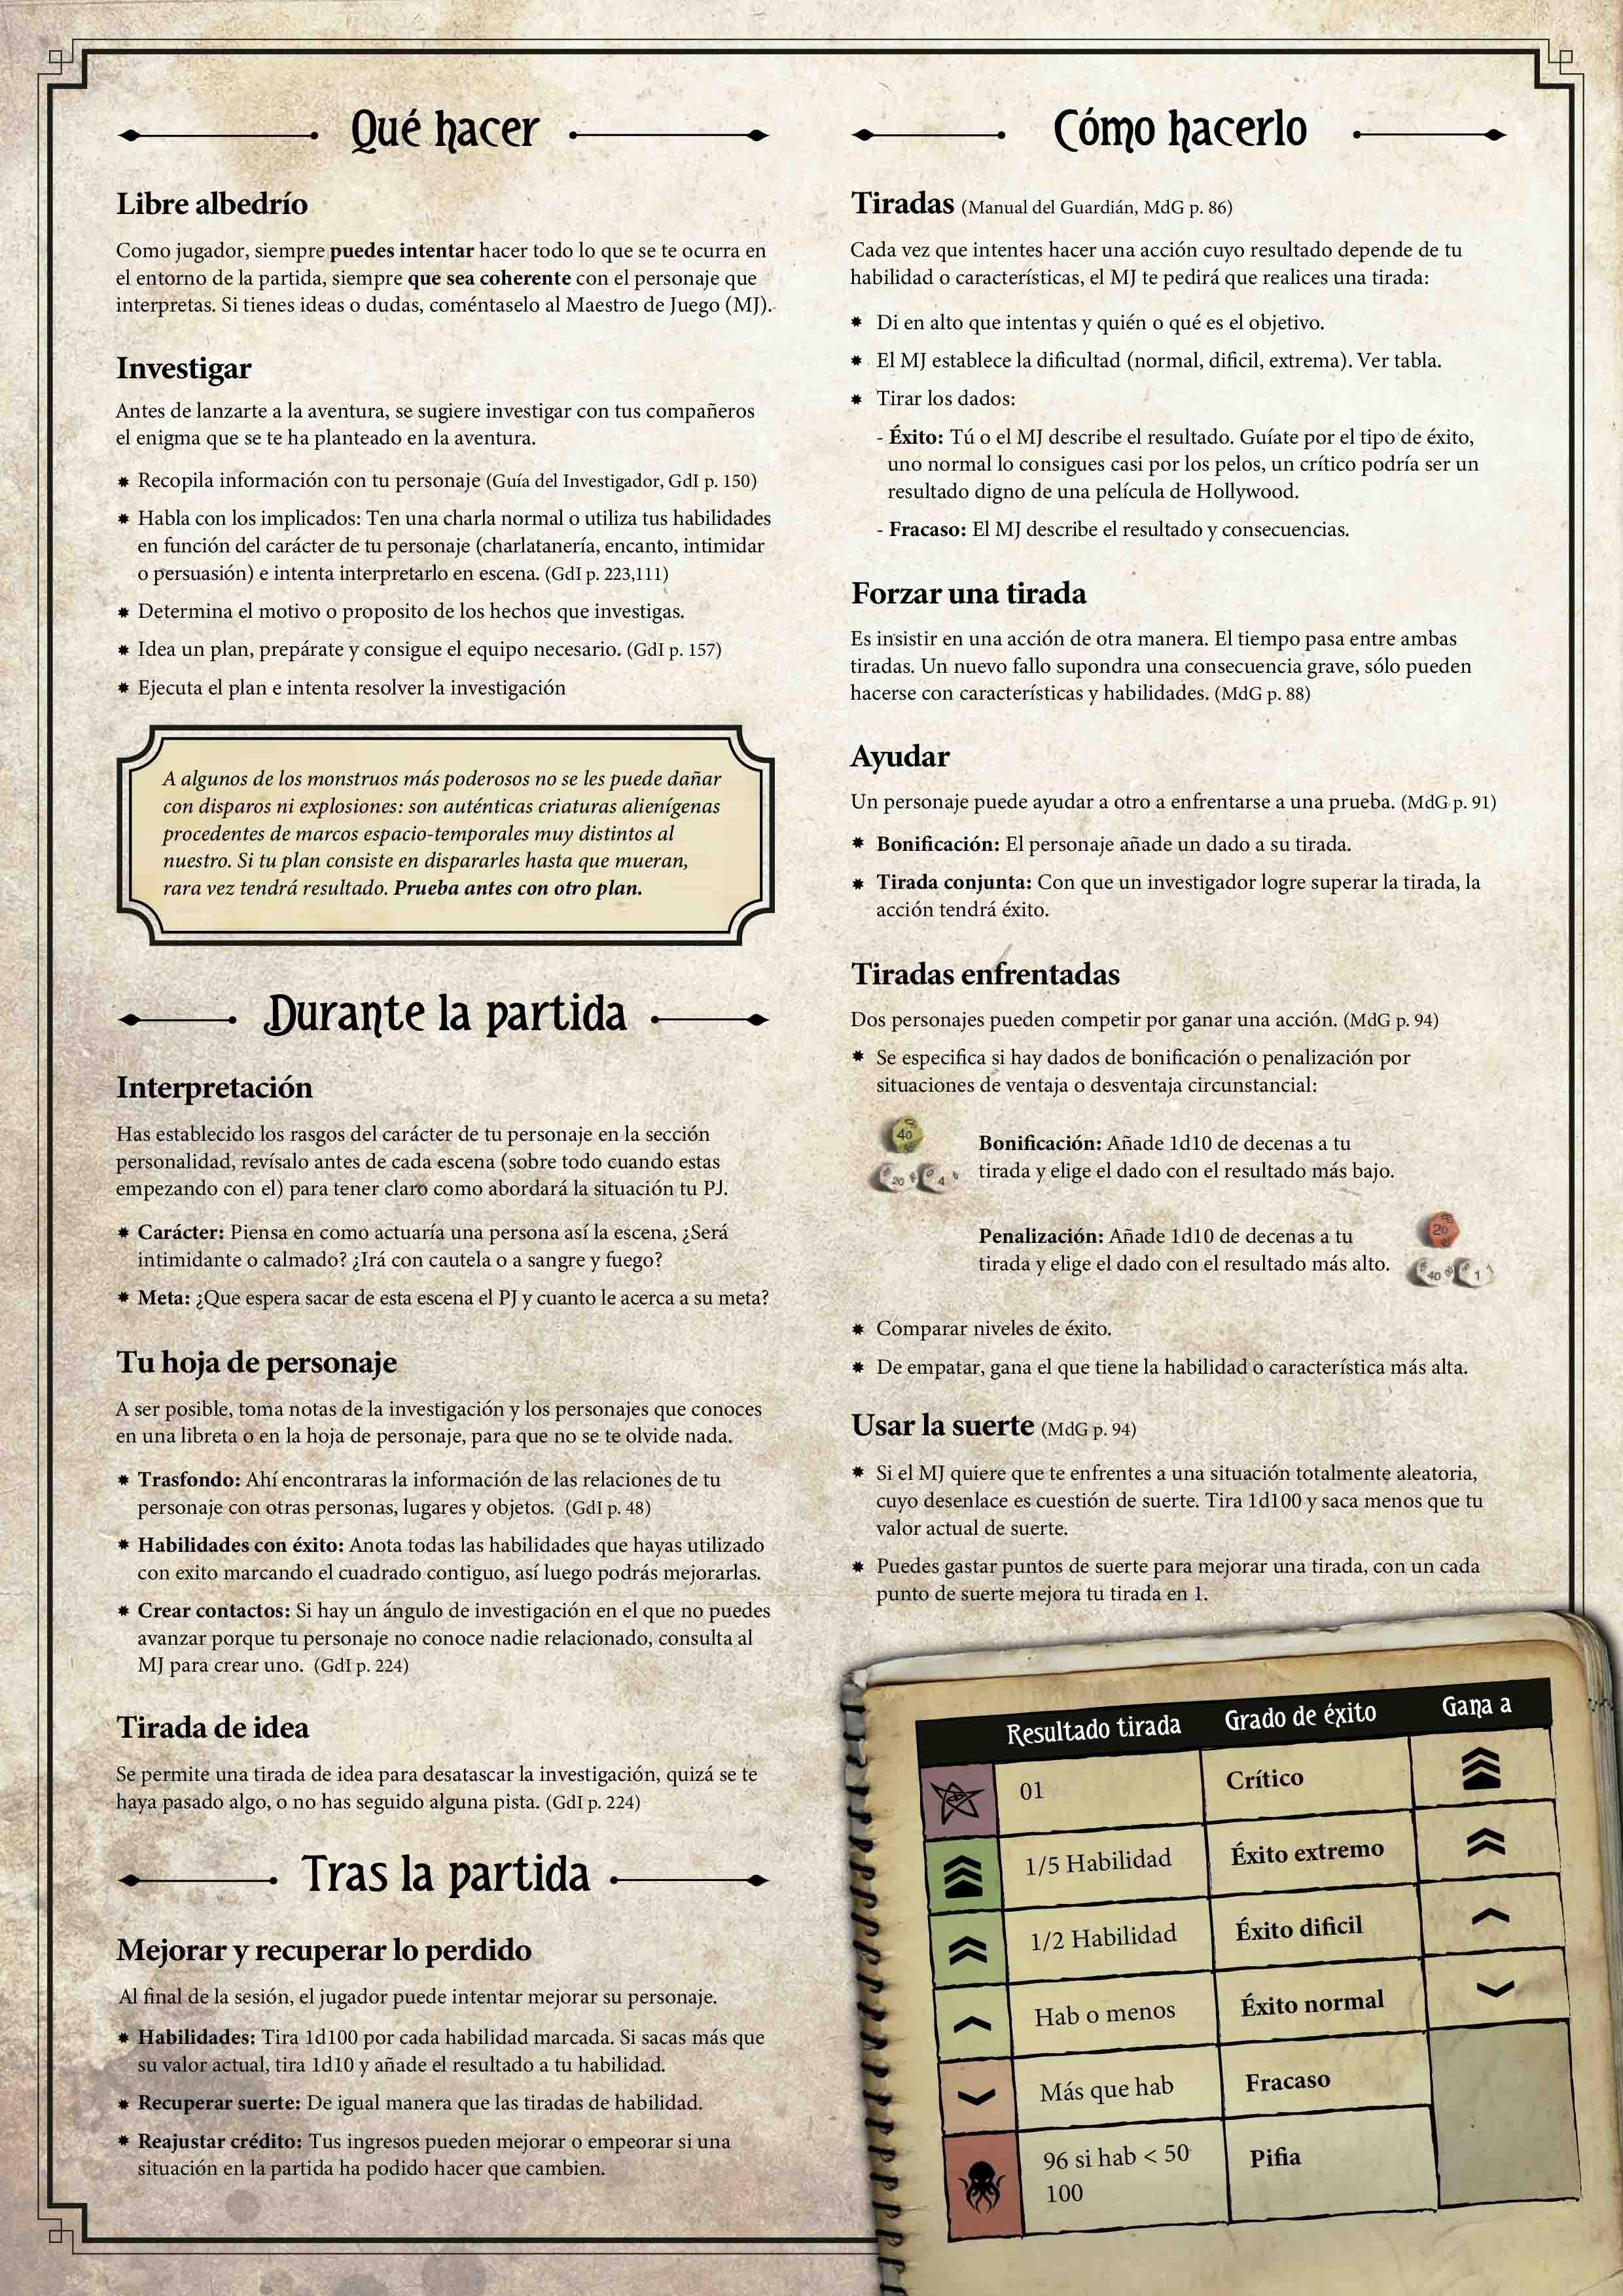 Qué hacer
Libre albedrío
Como jugador, siempre puedes intentar hacer todo lo que se te ocurra en
el entorno de la partida, siempre que sea coherente con el personaje que
interpretas. Si tienes ideas o dudas, coméntaselo al Maestro de Juego (MJ).
Investigar
Antes de lanzarte a la aventura, se sugiere investigar con tus compañeros
el enigma que se te ha planteado en la aventura.
Recopila información con tu personaje (Guía del Investigador, GdI p. 150)
Habla con los implicados: Ten una charla normal o utiliza tus habilidades
en función del carácter de tu personaje (charlatanería, encanto, intimidar
o persuasión) e intenta interpretarlo en escena. (GdI p. 223,111)
Determina el motivo o proposito de los hechos que investigas.
Idea un plan, prepárate y consigue el equipo necesario. (GdI p. 157)
Ejecuta el plan e intenta resolver la investigación
A algunos de los monstruos más poderosos no se les puede dañar
con disparos ni explosiones: son auténticas criaturas alienígenas
procedentes de marcos espacio-temporales muy distintos al
nuestro. Si tu plan consiste en dispararles hasta que mueran,
rara vez tendrá resultado. Prueba antes con otro plan.
Durante la partida
Interpretación
Has establecido los rasgos del carácter de tu personaje en la sección
personalidad, revísalo antes de cada escena (sobre todo cuando estas
empezando con el) para tener claro como abordará la situación tu PJ.
Carácter: Piensa en como actuaría una persona así la escena, ¿Será
intimidante o calmado? ¿Irá con cautela o a sangre y fuego?
Meta: ¿Que espera sacar de esta escena el PJ y cuanto le acerca a su meta?
Tu hoja de personaje
A ser posible, toma notas de la investigación y los personajes que conoces
en una libreta o en la hoja de personaje, para que no se te olvide nada.
Trasfondo: Ahí encontraras la información de las relaciones de tu
personaje con otras personas, lugares y objetos. (GdI p. 48)
Habilidades con éxito: Anota todas las habilidades que hayas utilizado
con exito marcando el cuadrado contiguo, así luego podrás mejorarlas.
Crear contactos: Si hay un ángulo de investigación en el que no puedes
avanzar porque tu personaje no conoce nadie relacionado, consulta al
MJ para crear uno. (GdI p. 224)
Tirada de idea
Se permite una tirada de idea para desatascar la investigación, quizá se te
haya pasado algo, o no has seguido alguna pista. (GdI p. 224)
Tras la partida
Mejorar y recuperar lo perdido
Al final de la sesión, el jugador puede intentar mejorar su personaje.
Habilidades: Tira 1d100 por cada habilidad marcada. Si sacas más que
su valor actual, tira 1d10 y añade el resultado a tu habilidad.
Recuperar suerte: De igual manera que las tiradas de habilidad.
Reajustar crédito: Tus ingresos pueden mejorar o empeorar si una
situación en la partida ha podido hacer que cambien.
Cómo hacerlo
Tiradas (Manual del Guardián, MdG p. 86)
Cada vez que intentes hacer una acción cuyo resultado depende de tu
habilidad o características, el MJ te pedirá que realices una tirada:
Di en alto que intentas y quién o qué es el objetivo.
El MJ establece la dificultad (normal, dificil, extrema). Ver tabla.
Tirar los dados:
- Éxito: Tú o el MJ describe el resultado. Guíate por el tipo de éxito,
uno normal lo consigues casi por los pelos, un crítico podría ser un
resultado digno de una película de Hollywood.
- Fracaso: El MJ describe el resultado y consecuencias.
Forzar una tirada
Es insistir en una acción de otra manera. El tiempo pasa entre ambas
tiradas. Un nuevo fallo supondra una consecuencia grave, sólo pueden
hacerse con características y habilidades. (MdG p. 88)
Ayudar
Un personaje puede ayudar a otro a enfrentarse a una prueba. (MdG p. 91)
Bonificación: El personaje añade un dado a su tirada.
Tirada conjunta: Con que un investigador logre superar la tirada, la
acción tendrá éxito.
Tiradas enfrentadas
Dos personajes pueden competir por ganar una acción. (MdG p. 94)
Se especifica si hay dados de bonificación o penalización por
situaciones de ventaja o desventaja circunstancial:
40
20 4
Bonificación: Añade 1d10 de decenas a tu
tirada y elige el dado con el resultado más bajo.
Penalización: Añade 1d10 de decenas a tu
tirada y elige el dado con el resultado más alto.
20
40 1
Comparar niveles de éxito.
De empatar, gana el que tiene la habilidad o característica más alta.
Usar la suerte (MdG p. 94)
Si el MJ quiere que te enfrentes a una situación totalmente aleatoria,
cuyo desenlace es cuestión de suerte. Tira 1d100 y saca menos que tu
valor actual de suerte.
Puedes gastar puntos de suerte para mejorar una tirada, con un cada
punto de suerte mejora tu tirada en 1.
Resultado tirada Grado de éxito Gana a
01 Crítico
1/5 Habilidad Éxito extremo
1/2 Habilidad Éxito dificil
Hab o menos Éxito normal
Más que hab Fracaso
96 si hab < 50 Pifia
100